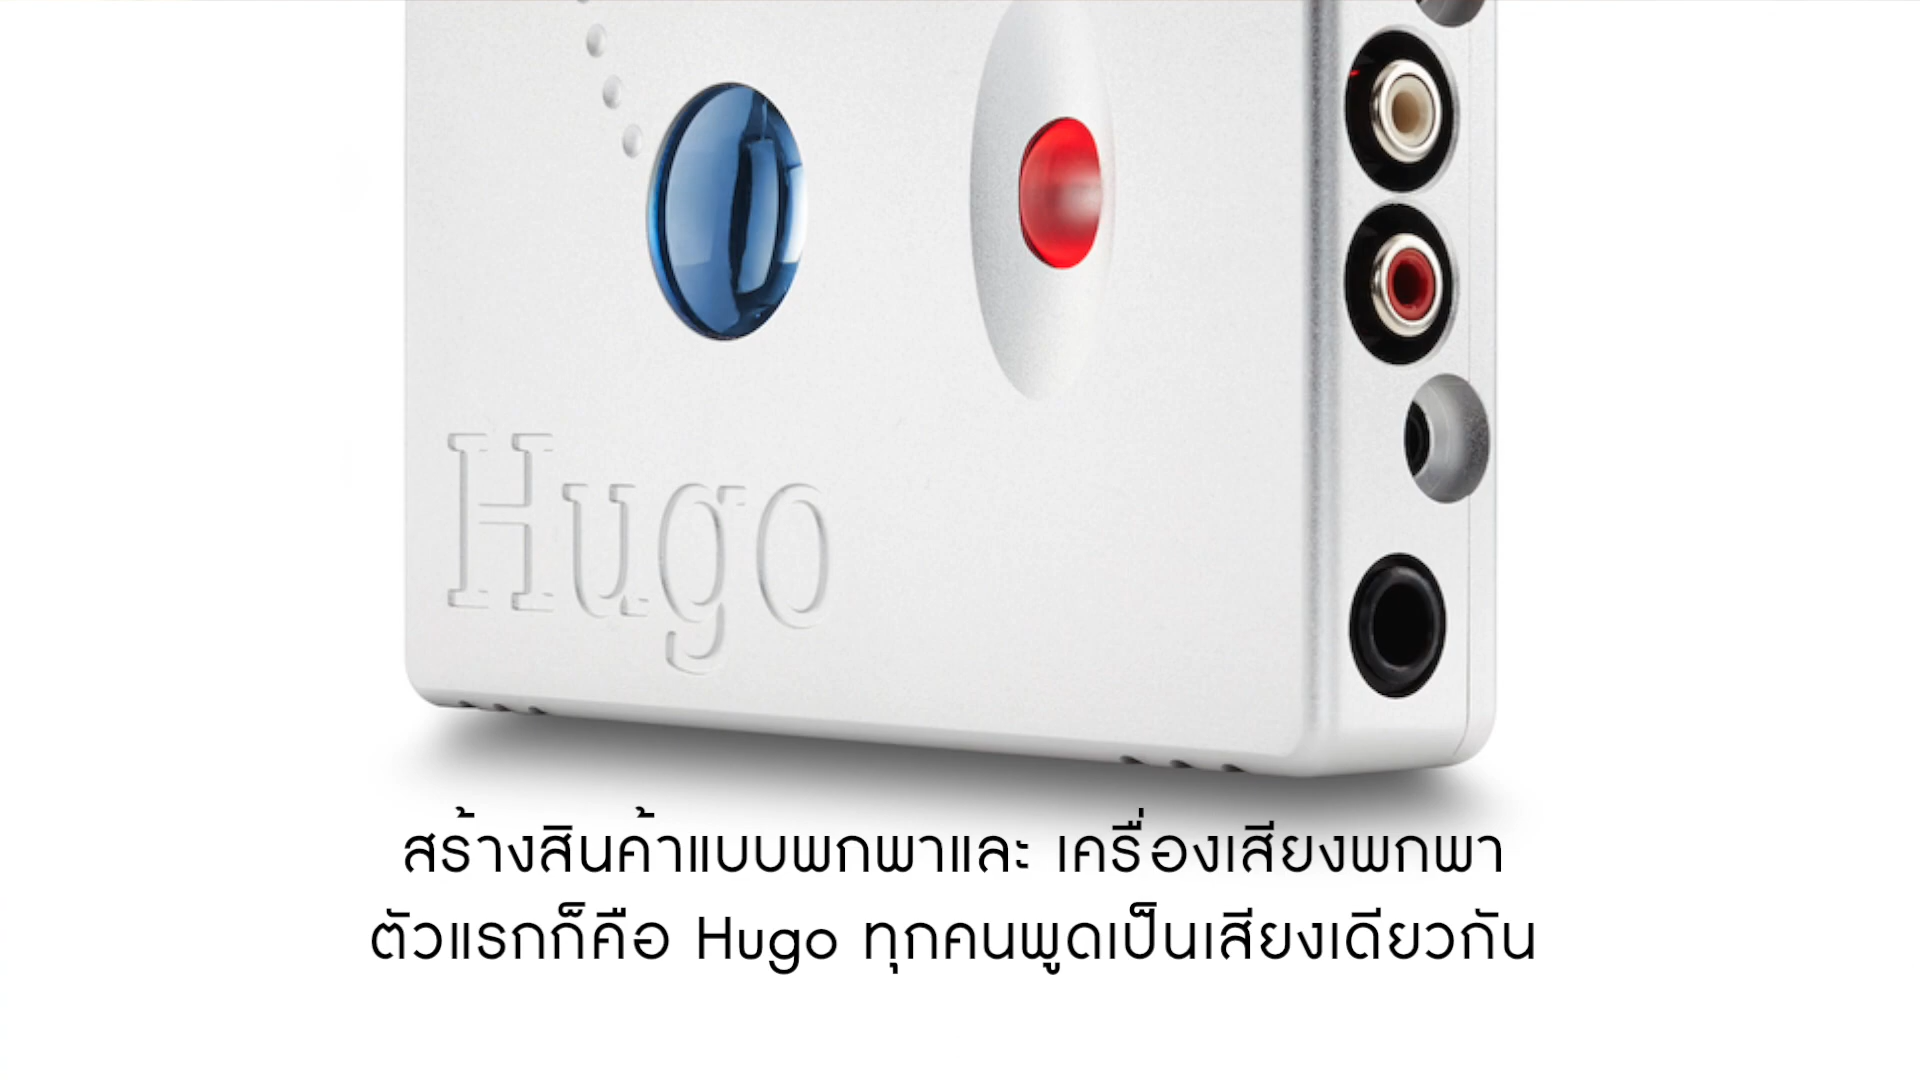 Hugo
สร้างสินค้าแบบพกพาและ เครื่องเสียงพกพา
ตัวแรกก็คือ Hugo ทุกคนพูดเป็นเสียงเดียวกัน